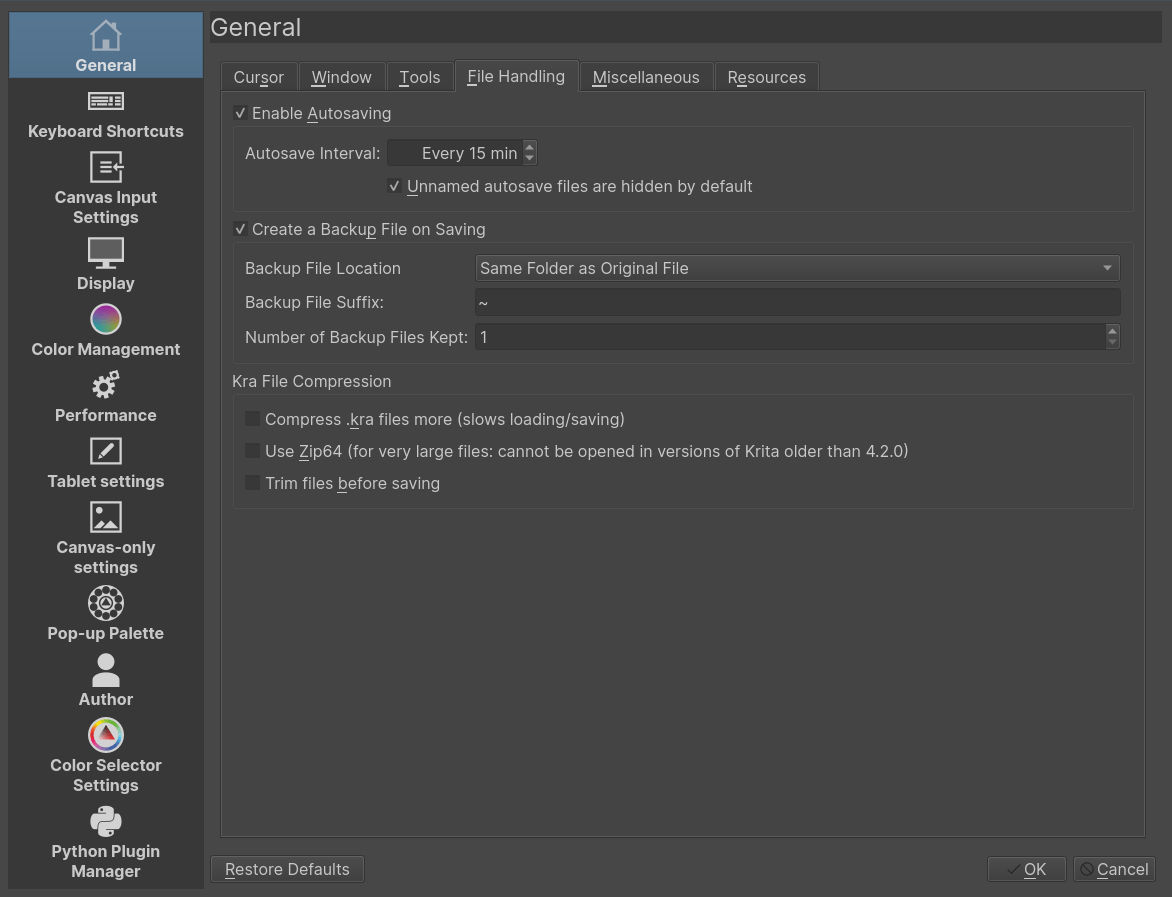 General
Keyboard Shortcuts
Canvas Input
Settings
Display
Color Management
Performance
Tablet settings
Canvas-only
settings
Pop-up Palette
Author
Color Selector
Settings
Python Plugin
Manager
General
Cursor Window Tools File Handling Miscellaneous Resources
Enable Autosaving
Autosave Interval: Every 15 min
Unnamed autosave files are hidden by default
Create a Backup File on Saving
Backup File Location Same Folder as Original File
Backup File Suffix: ~
Number of Backup Files Kept: 1
Kra File Compression
Compress .kra files more (slows loading/saving)
Use Zip64 (for very large files: cannot be opened in versions of Krita older than 4.2.0)
Trim files before saving
Restore Defaults OK Cancel